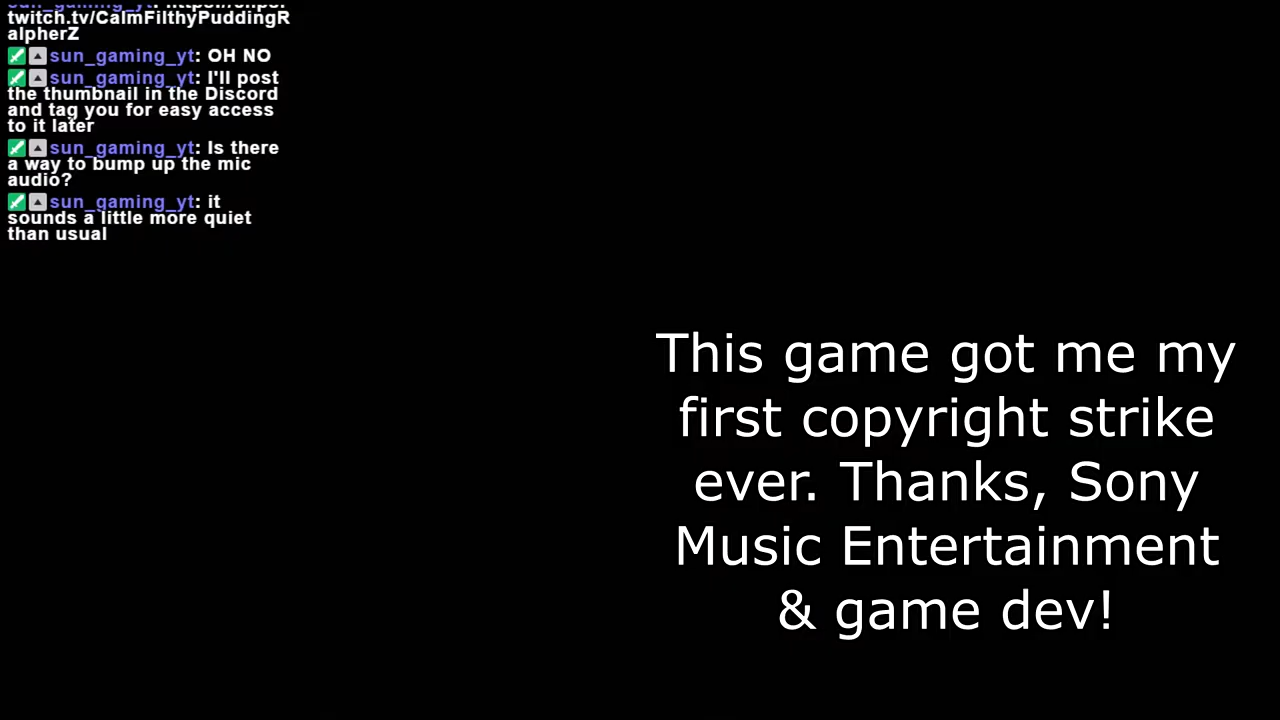 twitch.tv/CalmFilthyPuddingR
alpherZ
sun_gaming_yt: OH NO
sun_gaming_yt: I'll post
the thumbnail in the Discord
and tag you for easy access
to it later
sun_gaming_yt: Is there
a way to bump up the mic
audio?
sun_gaming_yt: it
sounds a little more quiet
than usual
This game got me my
first copyright strike
ever. Thanks, Sony
Music Entertainment
& game dev!